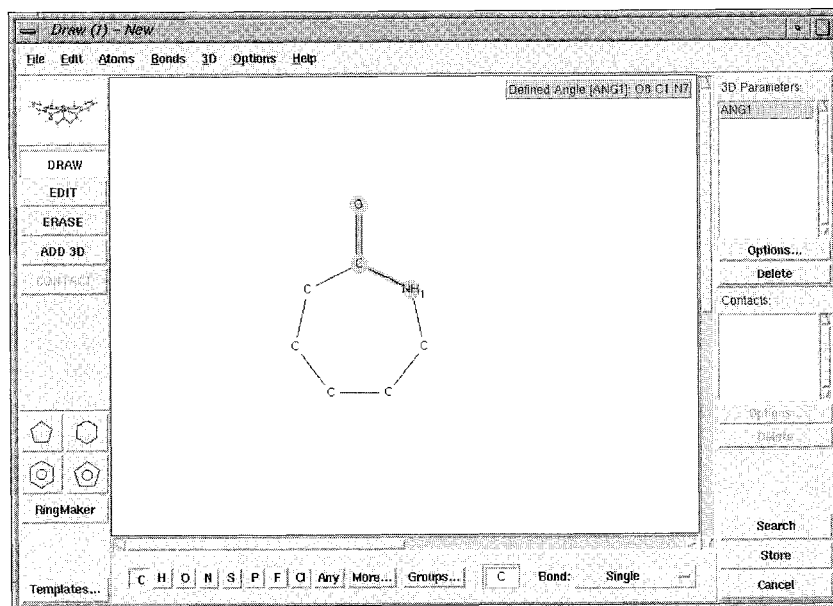 Draw (1) - New
File Edit Atoms Bonds 3D Options Help
Defined Angle [ANG1]: O8 C1 N7
3D Parameters:
ANG1
DRAW
EDIT
ERASE
ADD 3D
CONTACT
O
C
NH1
C
C
C
C
C
Options...
Delete
Contacts:
Options...
Delete
RingMaker
Templates...
C H O N S P F Cl Any More... Groups... C Bond: Single
Search
Store
Cancel